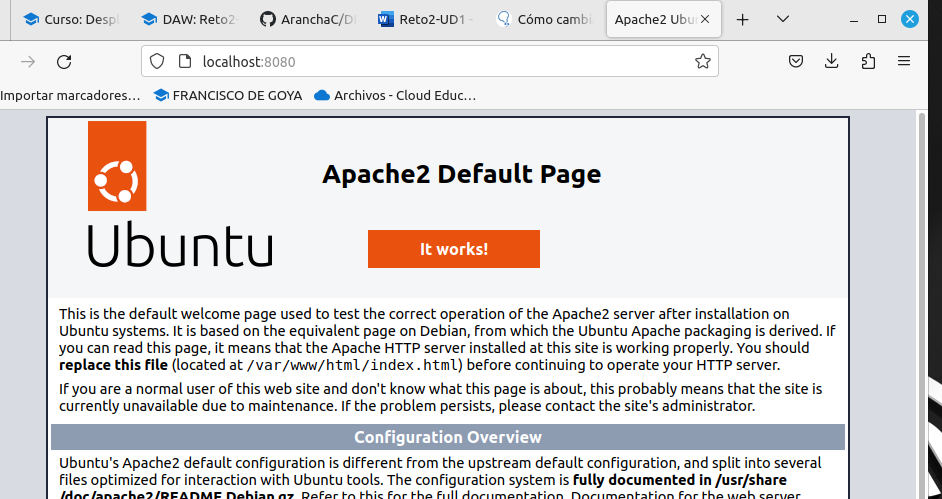 Curso: Despl
DAW: Reto2-
AranchaC/D
Reto2-UD1 -
Cómo cambi
Apache2 Ubu
localhost:8080
Importar marcadores…
FRANCISCO DE GOYA
Archivos - Cloud Educ…
Apache2 Default Page
Ubuntu
It works!
This is the default welcome page used to test the correct operation of the Apache2 server after installation on
Ubuntu systems. It is based on the equivalent page on Debian, from which the Ubuntu Apache packaging is derived. If
you can read this page, it means that the Apache HTTP server installed at this site is working properly. You should
replace this file (located at /var/www/html/index.html) before continuing to operate your HTTP server.
If you are a normal user of this web site and don't know what this page is about, this probably means that the site is
currently unavailable due to maintenance. If the problem persists, please contact the site's administrator.
Configuration Overview
Ubuntu's Apache2 default configuration is different from the upstream default configuration, and split into several
files optimized for interaction with Ubuntu tools. The configuration system is fully documented in /usr/share
/doc/apache2/README.Debian.gz. Refer to this for the full documentation. Documentation for the web server